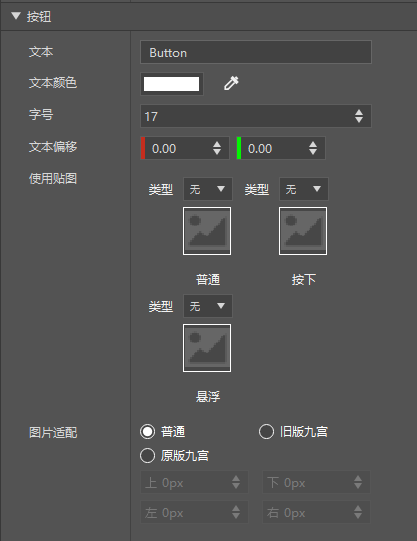 按钮
文本 Button
文本颜色
字号 17
文本偏移 0.00 0.00
使用贴图
类型 无 类型 无
普通 按下
类型 无
悬浮
图片适配 普通 旧版九宫
原版九宫
上 0px 下 0px
左 0px 右 0px